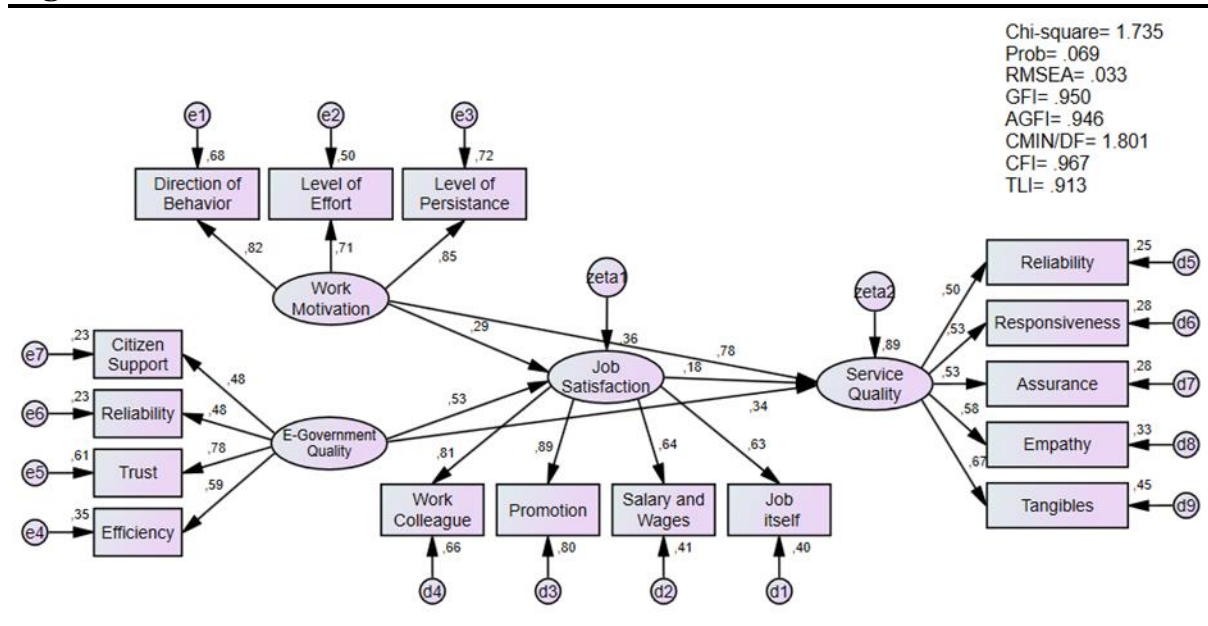 Chi-square= 1.735
Prob= .069
RMSEA= .033
GFI= .950
AGFI= .946
CMIN/DF= 1.801
CFI= .967
TLI= .913
e1
e2
e3
,68
,50
,72
Direction of
Behavior
Level of
Effort
Level of
Persistance
,82
,71
,85
Work
Motivation
zeta1
zeta2
,29
,36
,78
,18
,89
Job
Satisfaction
Service
Quality
,53
,34
e7
,23
Citizen
Support
,48
e6
,23
Reliability
,48
E-Government
Quality
e5
,61
Trust
,78
e4
,35
Efficiency
,59
,81
,89
,64
,63
Work
Colleague
Promotion
Salary and
Wages
Job
itself
,66
,80
,41
,40
d4
d3
d2
d1
,50
Reliability
,25
d5
,53
Responsiveness
,28
d6
,53
Assurance
,28
d7
,58
Empathy
,33
d8
,67
Tangibles
,45
d9